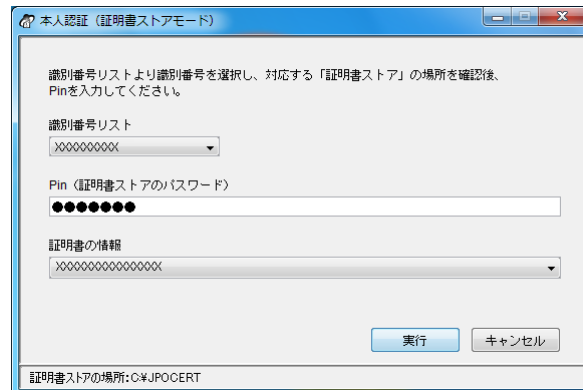 本人認証（証明書ストアモード）
識別番号リストより識別番号を選択し、対応する「証明書ストア」の場所を確認後、
Pinを入力してください。
識別番号リスト
XXXXXXXXX
Pin（証明書ストアのパスワード）
●●●●●●●
証明書の情報
XXXXXXXXXXXXXXX
実行
キャンセル
証明書ストアの場所:C¥JPOCERT